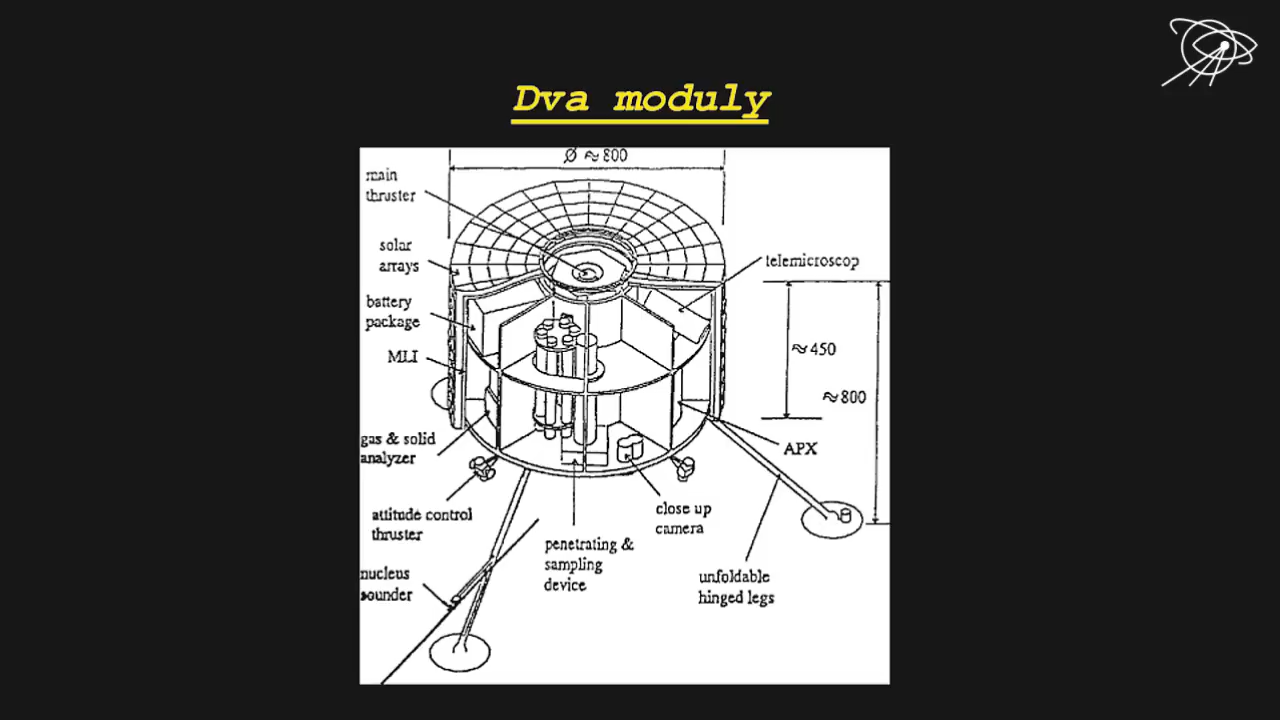 Dva moduly
Ø ≈ 800
main
thruster
solar
arrays
telemicroscop
battery
package
MLI
≈ 450
≈ 800
gas & solid
analyzer
APX
attitude control
thruster
close up
camera
penetrating &
sampling
device
nucleus
sounder
unfoldable
hinged legs